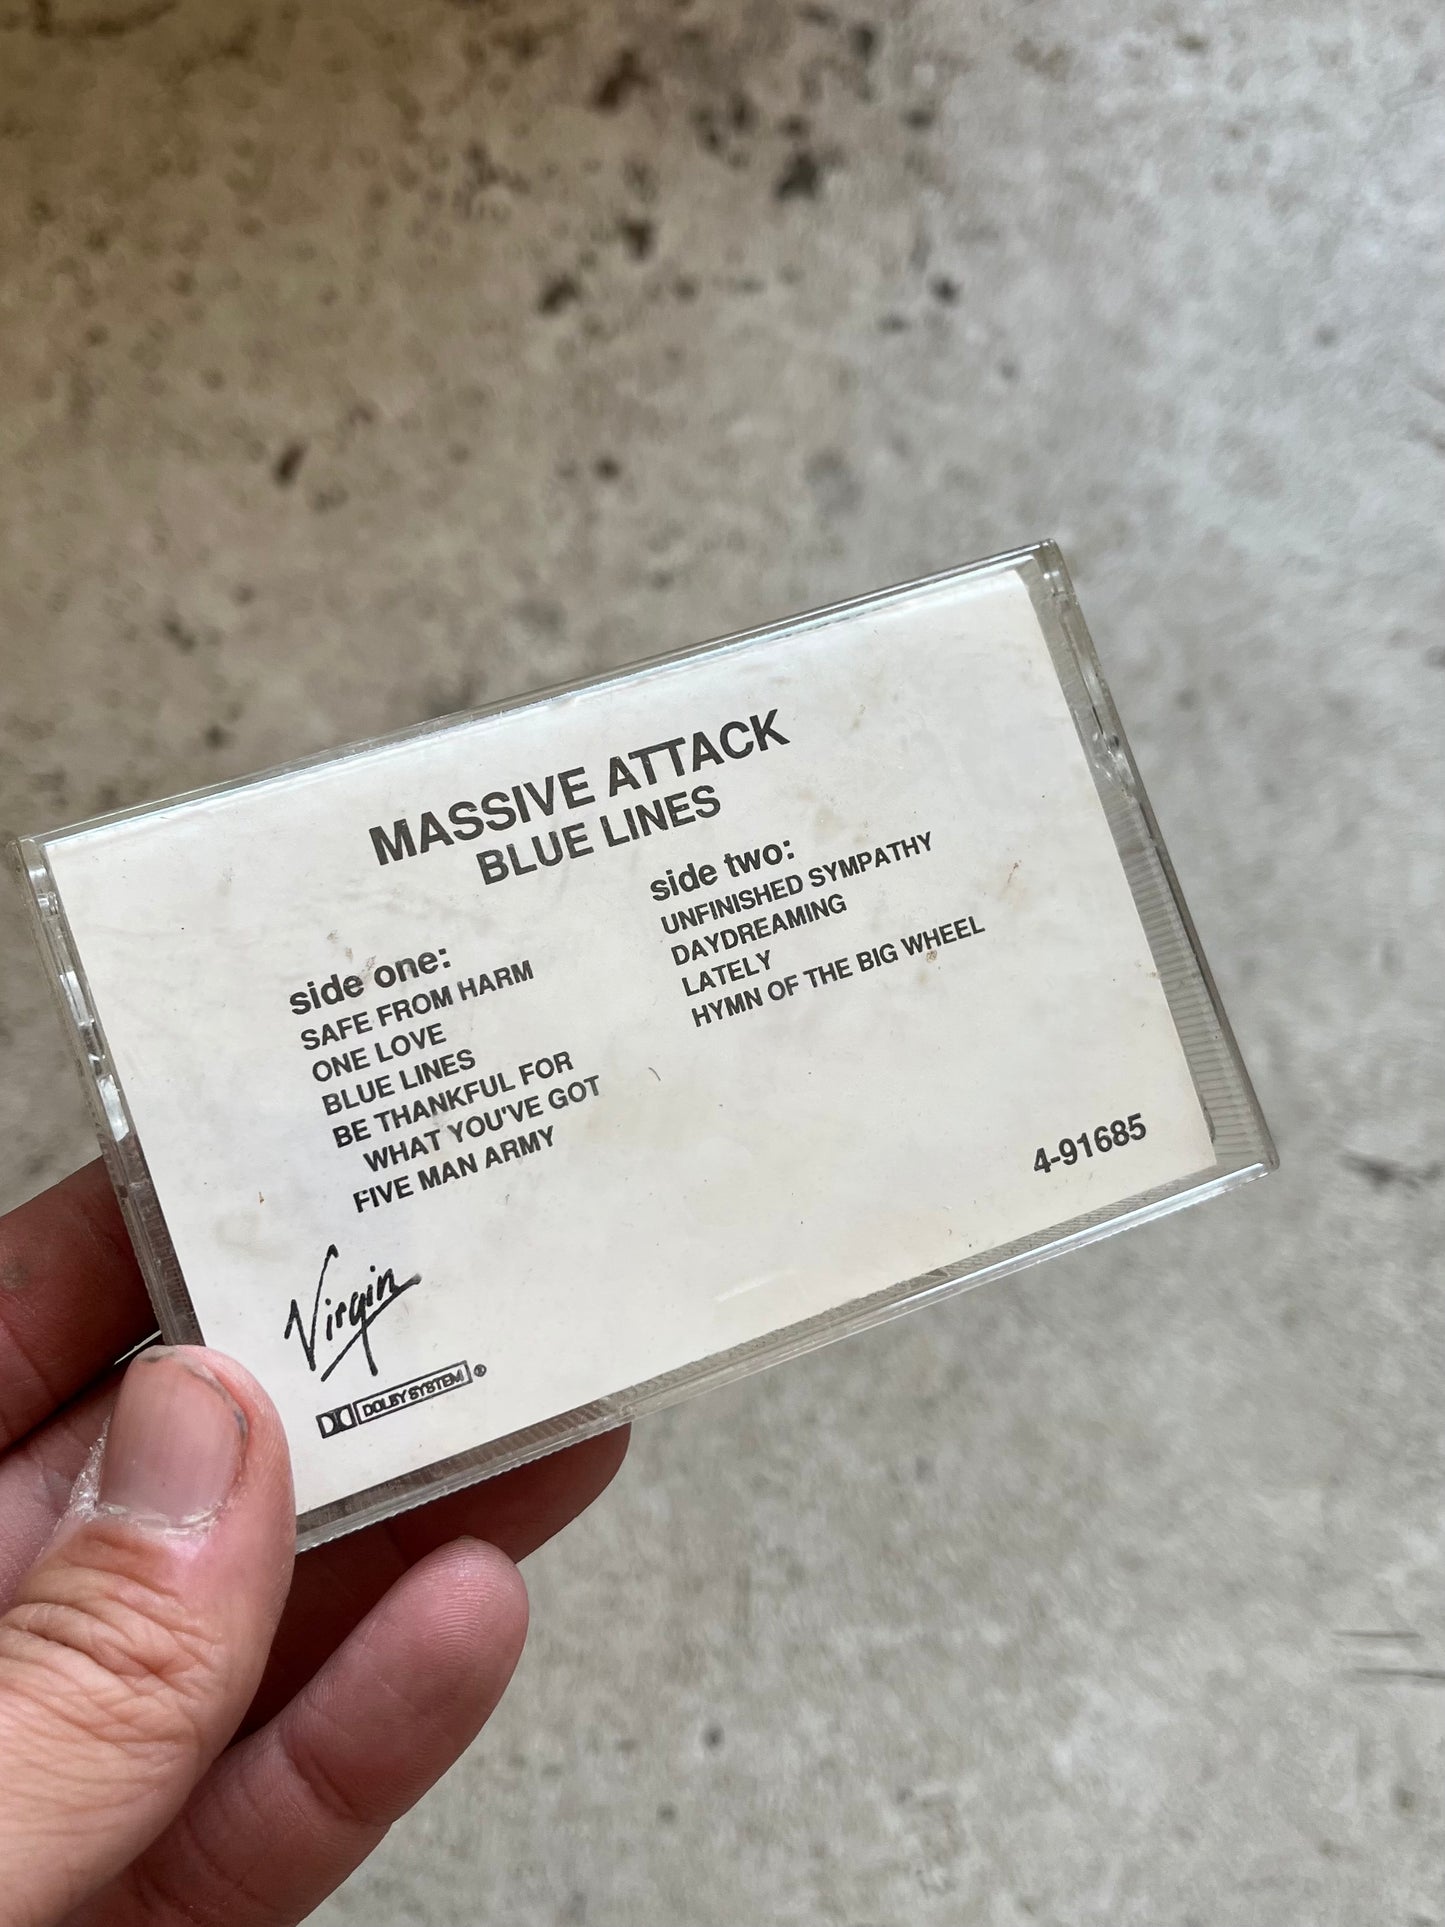 MASSIVE ATTACK
BLUE LINES
side one:
SAFE FROM HARM
ONE LOVE
BLUE LINES
BE THANKFUL FOR
WHAT YOU'VE GOT
FIVE MAN ARMY
side two:
UNFINISHED SYMPATHY
DAYDREAMING
LATELY
HYMN OF THE BIG WHEEL
4-91685
Virgin
DOLBY SYSTEM ®